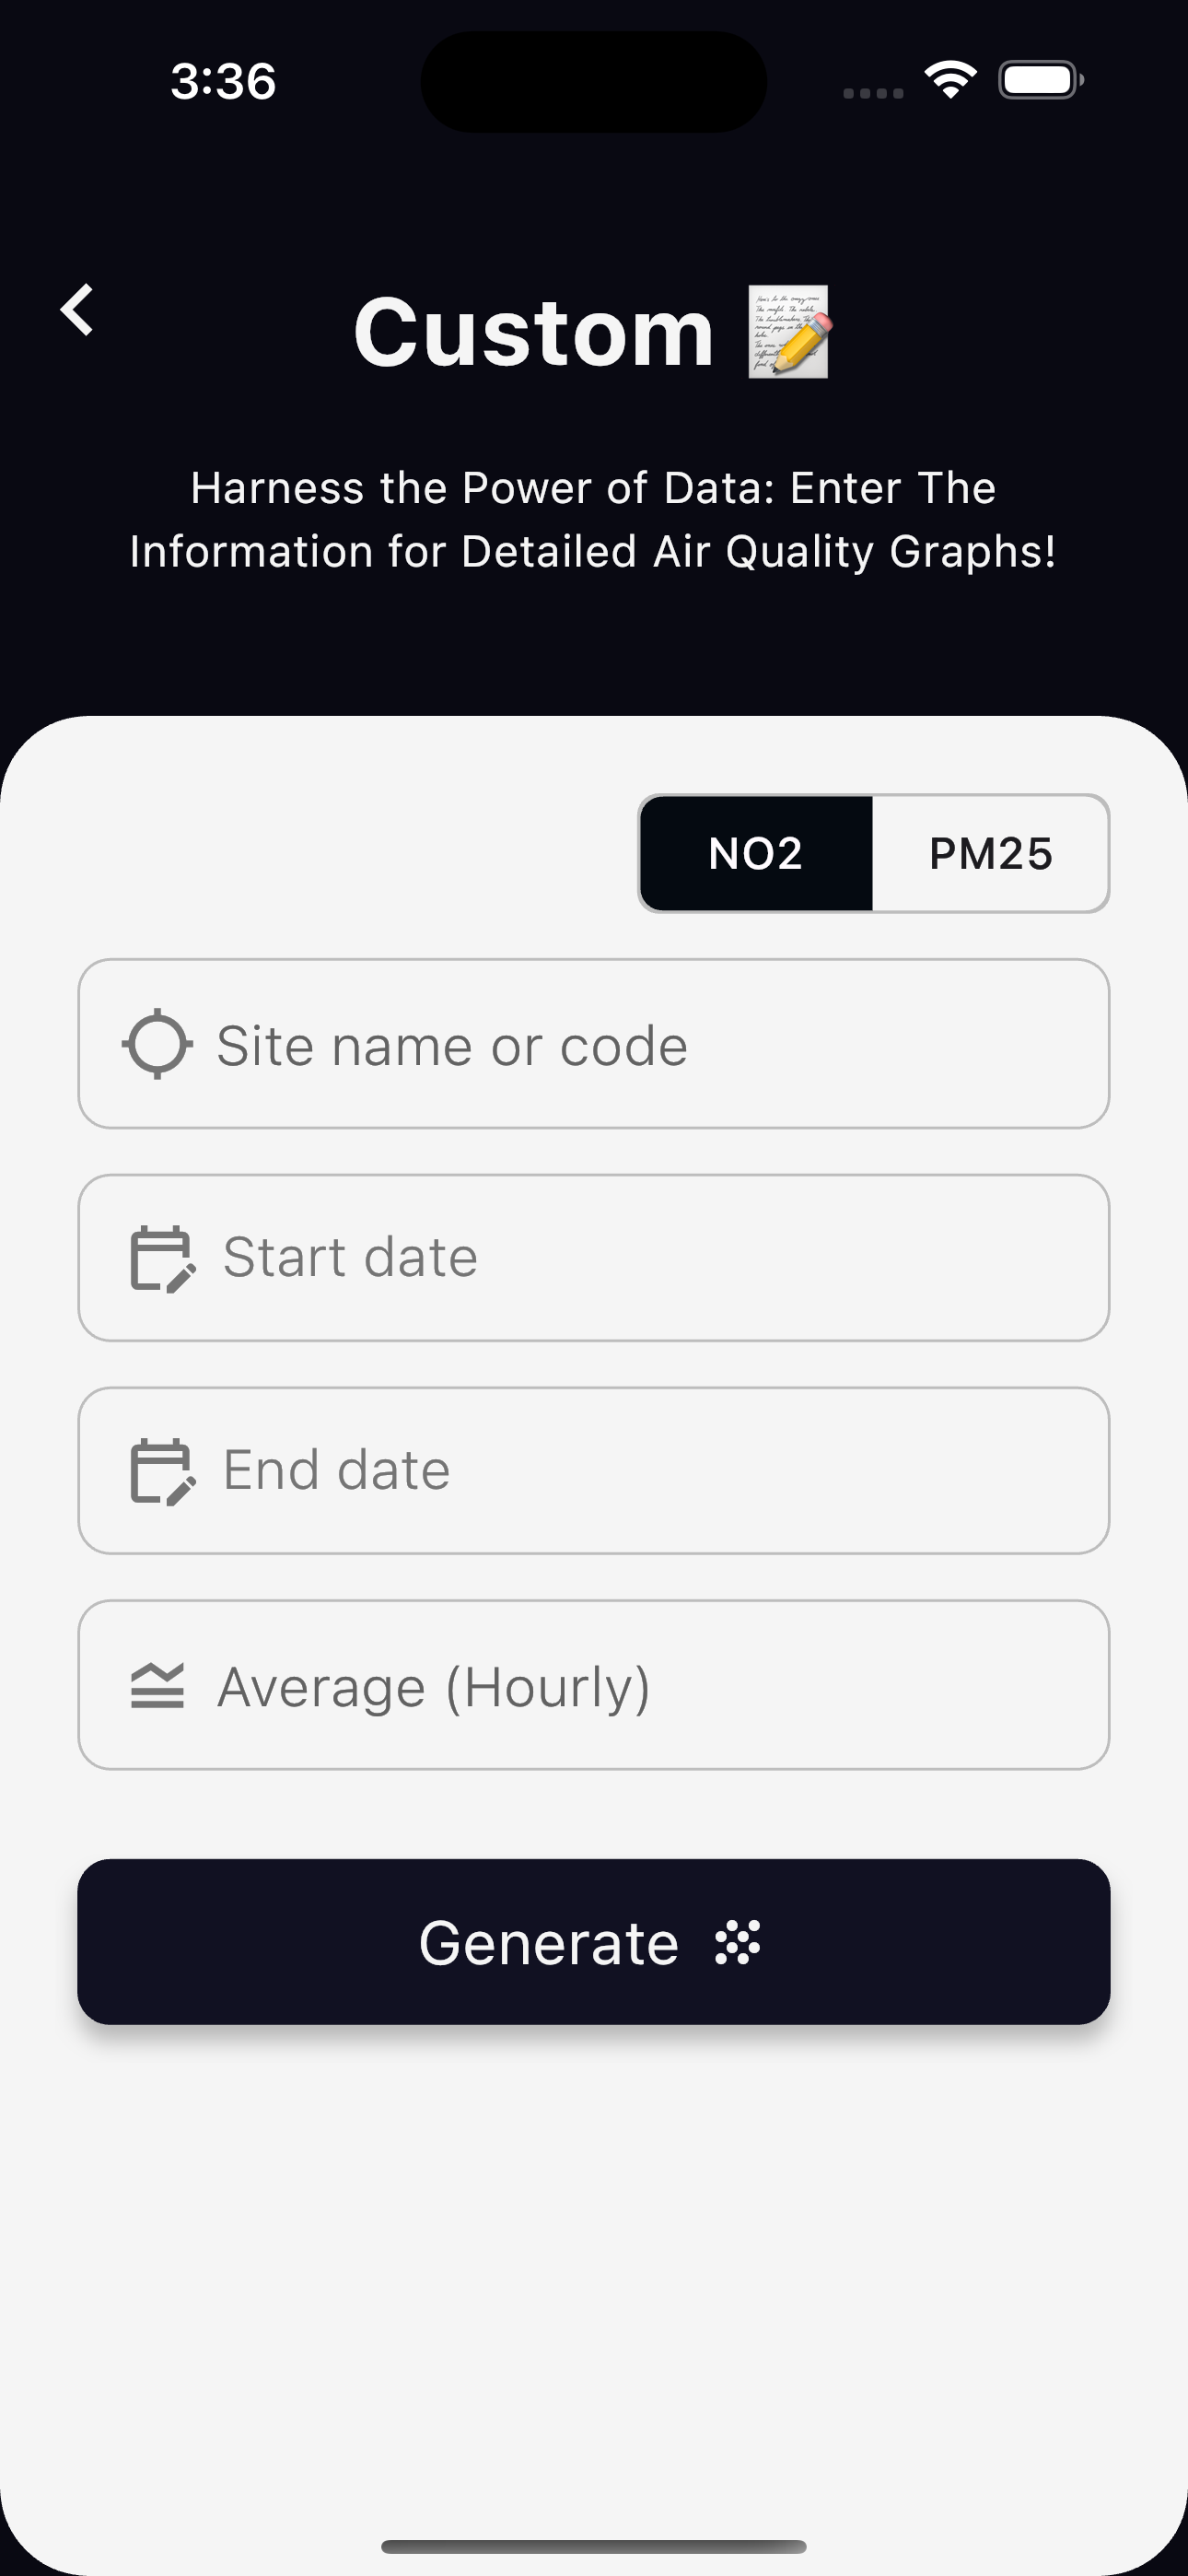 3:36
Custom
Harness the Power of Data: Enter The
Information for Detailed Air Quality Graphs!
NO2
PM25
Site name or code
Start date
End date
Average (Hourly)
Generate